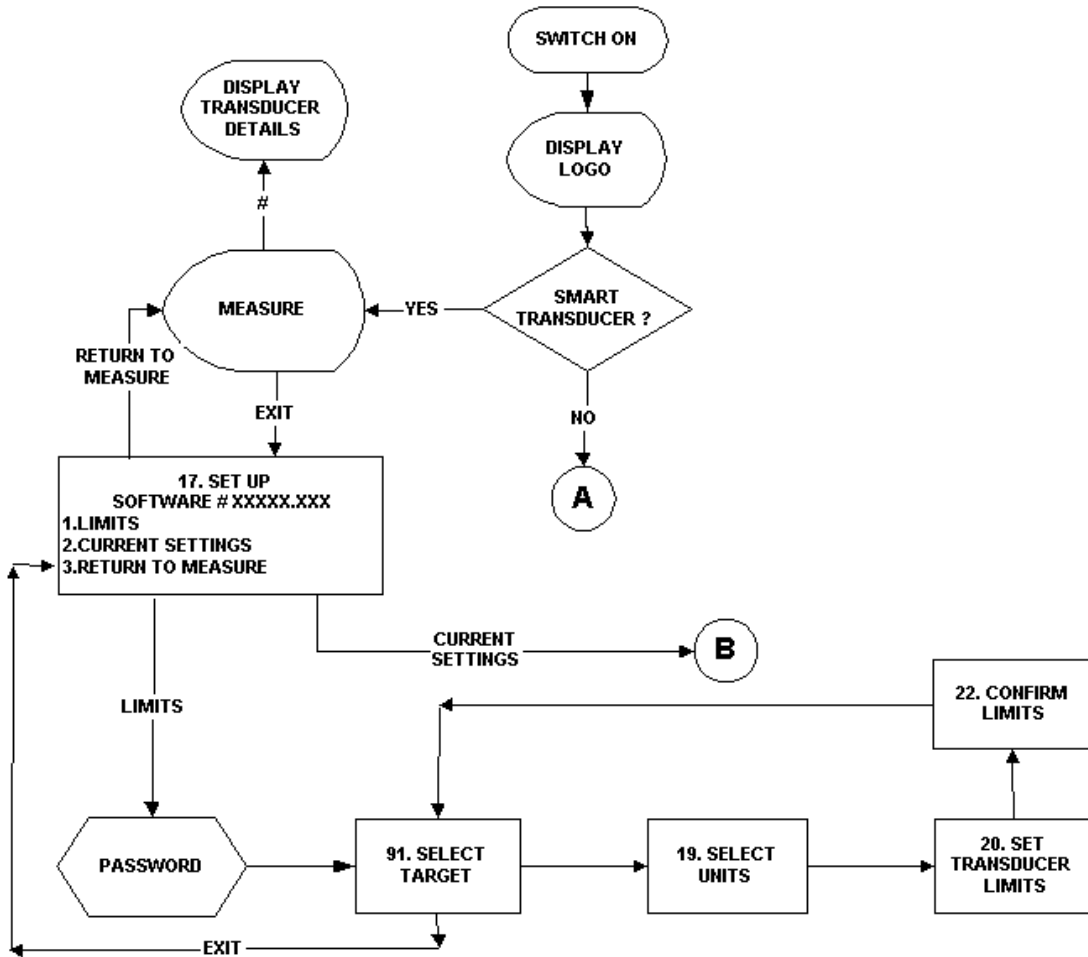 SWITCH ON
DISPLAY
TRANSDUCER
DETAILS
DISPLAY
LOGO
#
MEASURE
YES
SMART
TRANSDUCER ?
RETURN TO
MEASURE
EXIT
NO
A
17. SET UP
SOFTWARE # XXXXX.XXX
1.LIMITS
2.CURRENT SETTINGS
3.RETURN TO MEASURE
CURRENT
SETTINGS
B
LIMITS
22. CONFIRM
LIMITS
PASSWORD
91. SELECT
TARGET
19. SELECT
UNITS
20. SET
TRANSDUCER
LIMITS
EXIT